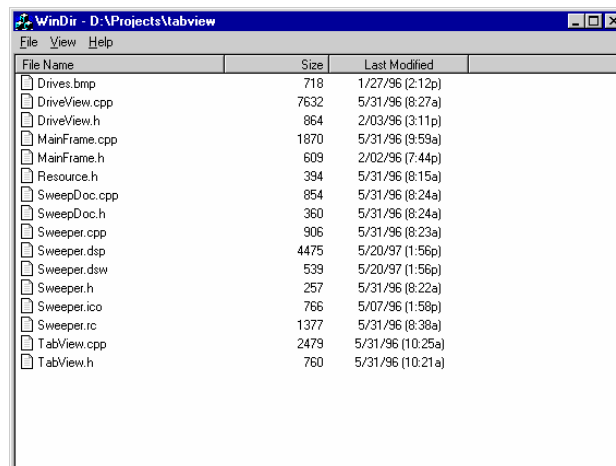 WinDir - D:\Projects\tabview
File View Help
File Name Size Last Modified
Drives.bmp 718 1/27/96 (2:12p)
DriveView.cpp 7632 5/31/96 (8:27a)
DriveView.h 864 2/03/96 (3:11p)
MainFrame.cpp 1870 5/31/96 (9:59a)
MainFrame.h 609 2/02/96 (7:44p)
Resource.h 394 5/31/96 (8:15a)
SweepDoc.cpp 854 5/31/96 (8:24a)
SweepDoc.h 360 5/31/96 (8:24a)
Sweeper.cpp 906 5/31/96 (8:23a)
Sweeper.dsp 4475 5/20/97 (1:56p)
Sweeper.dsw 539 5/20/97 (1:56p)
Sweeper.h 257 5/31/96 (8:22a)
Sweeper.ico 766 5/07/96 (1:58p)
Sweeper.rc 1377 5/31/96 (8:38a)
TabView.cpp 2479 5/31/96 (10:25a)
TabView.h 760 5/31/96 (10:21a)